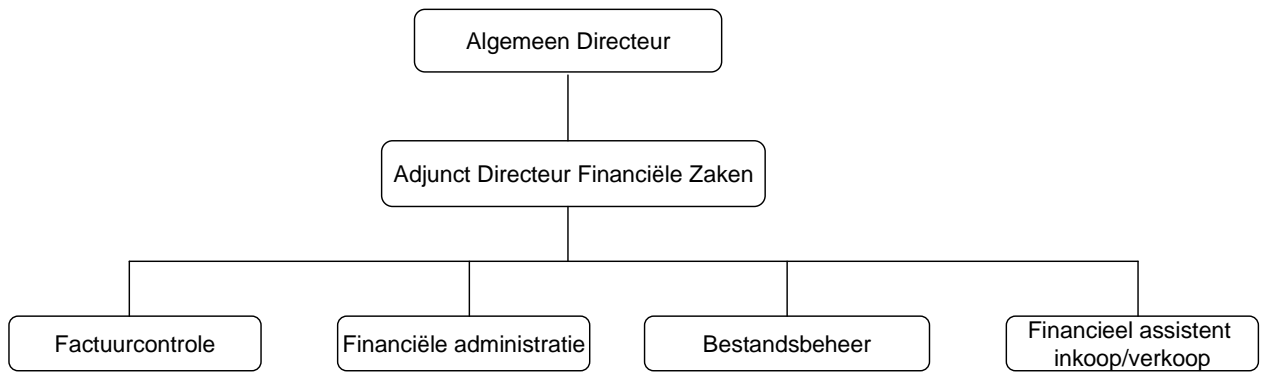 Algemeen Directeur
Adjunct Directeur Financiële Zaken
Factuurcontrole
Financiële administratie
Bestandsbeheer
Financieel assistent
inkoop/verkoop